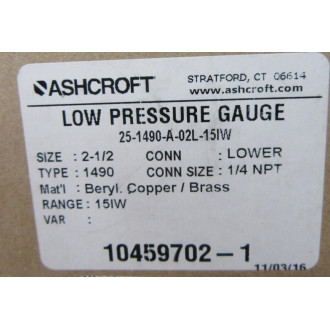 ASHCROFT
STRATFORD, CT 06614
www.ashcroft.com
LOW PRESSURE GAUGE
25-1490-A-02L-15IW
SIZE : 2-1/2 CONN : LOWER
TYPE : 1490 CONN SIZE : 1/4 NPT
Mat'l : Beryl. Copper / Brass
RANGE : 15IW
VAR :
10459702-1
11/03/16